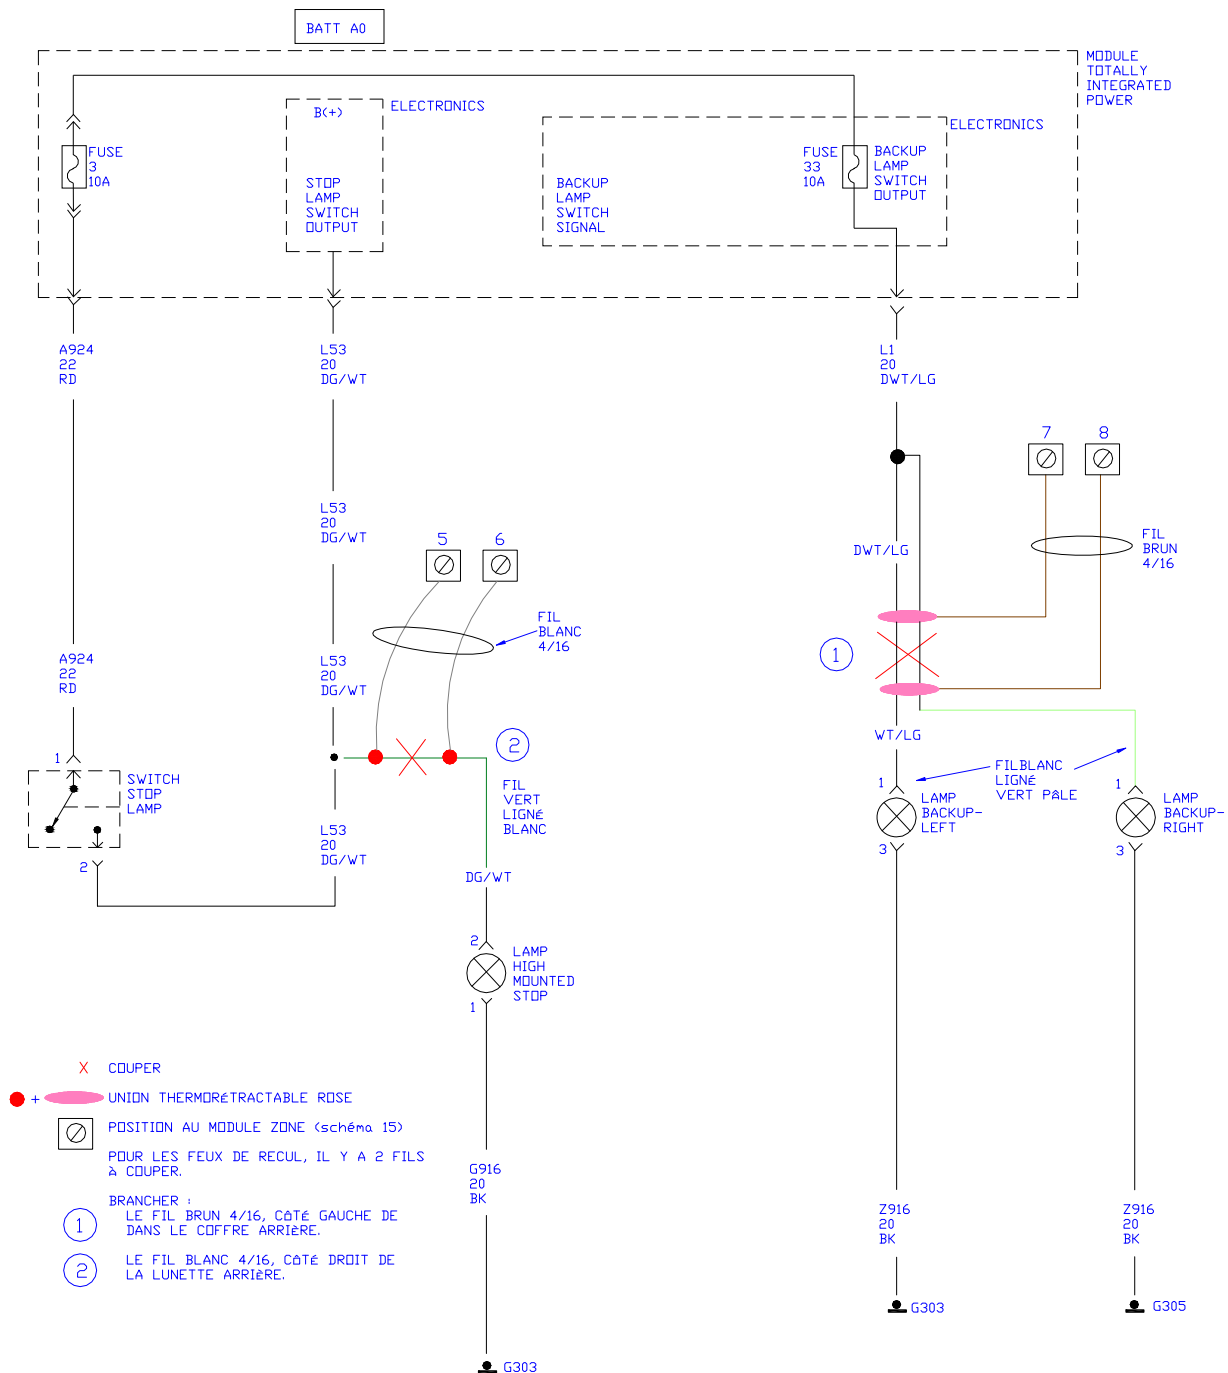 BATT A0
MODULE
TOTALLY
INTEGRATED
POWER
B(+)
ELECTRONICS
ELECTRONICS
FUSE
3
10A
STOP
LAMP
SWITCH
OUTPUT
BACKUP
LAMP
SWITCH
SIGNAL
FUSE
33
10A
BACKUP
LAMP
SWITCH
OUTPUT
A924
22
RD
L53
20
DG/WT
L1
20
DWT/LG
7
8
L53
20
DG/WT
5
6
DWT/LG
FIL
BRUN
4/16
FIL
BLANC
4/16
1
A924
22
RD
L53
20
DG/WT
2
WT/LG
1
SWITCH
STOP
LAMP
2
FIL
VERT
LIGNÉ
BLANC
FILBLANC
LIGNÉ
VERT PÂLE
1
LAMP
BACKUP-
LEFT
3
1
LAMP
BACKUP-
RIGHT
3
L53
20
DG/WT
DG/WT
2
LAMP
HIGH
MOUNTED
STOP
1
X COUPER
+ UNION THERMORÉTRACTABLE ROSE
POSITION AU MODULE ZONE (schéma 15)
POUR LES FEUX DE RECUL, IL Y A 2 FILS
à COUPER.
BRANCHER :
1 LE FIL BRUN 4/16, CÔTÉ GAUCHE DE
DANS LE COFFRE ARRIÈRE.
2 LE FIL BLANC 4/16, CÔTÉ DROIT DE
LA LUNETTE ARRIÈRE.
G916
20
BK
Z916
20
BK
Z916
20
BK
G303
G305
G303